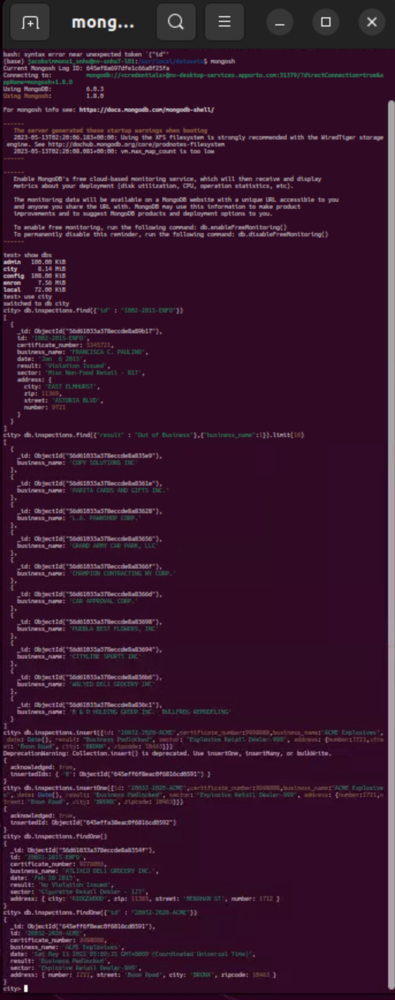 mong...
bash: syntax error near unexpected token `{"id"'
(base) jacobsimmons1_snhu@nv-snhu7-l01:/usr/local/datasets$ mongosh
Current Mongosh Log ID: 645ef8a697dfe1c66a0f25fa
Connecting to: mongodb://<credentials>@nv-desktop-services.apporto.com:31379/?directConnection=true&a
ppName=mongosh+1.8.0
Using MongoDB: 6.0.3
Using Mongosh: 1.8.0
For mongosh info see: https://docs.mongodb.com/mongodb-shell/
------
The server generated these startup warnings when booting
2023-05-13T02:20:06.183+00:00: Using the XFS filesystem is strongly recommended with the WiredTiger storage
engine. See http://dochub.mongodb.org/core/prodnotes-filesystem
2023-05-13T02:20:08.081+00:00: vm.max_map_count is too low
------
------
Enable MongoDB's free cloud-based monitoring service, which will then receive and display
metrics about your deployment (disk utilization, CPU, operation statistics, etc).
The monitoring data will be available on a MongoDB website with a unique URL accessible to you
and anyone you share the URL with. MongoDB may use this information to make product
improvements and to suggest MongoDB products and deployment options to you.
To enable free monitoring, run the following command: db.enableFreeMonitoring()
To permanently disable this reminder, run the following command: db.disableFreeMonitoring()
------
test> show dbs
admin 100.00 KiB
city 8.14 MiB
config 108.00 KiB
enron 7.56 MiB
local 72.00 KiB
test> use city
switched to db city
city> db.inspections.find({"id" : "1002-2015-ENFO"})
[
{
_id: ObjectId("56d61033a378eccde8a89b17"),
id: '1002-2015-ENFO',
certificate_number: 5345721,
business_name: 'FRANCISCA C. PAULINO',
date: 'Jan 6 2015',
result: 'Violation Issued',
sector: 'Misc Non-Food Retail - 817',
address: {
city: 'EAST ELMHURST',
zip: 11369,
street: 'ASTORIA BLVD',
number: 9721
}
}
]
city> db.inspections.find({"result" : "Out of Business"},{"business_name":1}).limit(10)
[
{
_id: ObjectId("56d61033a378eccde8a835e9"),
business_name: 'COPY SOLUTIONS INC'
},
{
_id: ObjectId("56d61033a378eccde8a8361e"),
business_name: 'PARITA CARDS AND GIFTS INC.'
},
{
_id: ObjectId("56d61033a378eccde8a83628"),
business_name: 'L.A. PAWNSHOP CORP.'
},
{
_id: ObjectId("56d61033a378eccde8a83656"),
business_name: 'GRAND ARMY CAR PARK, LLC'
},
{
_id: ObjectId("56d61033a378eccde8a8366f"),
business_name: 'CHAMPION CONTRACTING NY CORP.'
},
{
_id: ObjectId("56d61033a378eccde8a8366d"),
business_name: 'CAR APPROVAL CORP.'
},
{
_id: ObjectId("56d61033a378eccde8a83698"),
business_name: 'PUEBLA BEST FLOWERS, INC'
},
{
_id: ObjectId("56d61033a378eccde8a83694"),
business_name: 'CITYLINE SPORTS INC'
},
{
_id: ObjectId("56d61033a378eccde8a836b6"),
business_name: 'WALYED DELI GROCERY INC'
},
{
_id: ObjectId("56d61033a378eccde8a836c1"),
business_name: 'B & D HOLDING GROUP INC. BULLFROG REMODELING'
}
]
city> db.inspections.insert({id: "20032-2020-ACME",certificate_number:9998888,business_name:"ACME Explosives",
date: Date(), result: "Business Padlocked", sector: "Explosive Retail Dealer-999", address: {number:1721,stre
et: "Boom Road", city: "BRONX", zipcode: 10463}})
DeprecationWarning: Collection.insert() is deprecated. Use insertOne, insertMany, or bulkWrite.
{
acknowledged: true,
insertedIds: { '0': ObjectId("645eff6f8eac0f6816cd0591") }
}
city> db.inspections.insertOne({id: "20032-2020-ACME",certificate_number:9998888,business_name:"ACME Explosive
s", date: Date(), result: "Business Padlocked", sector: "Explosive Retail Dealer-999", address: {number:1721,s
treet: "Boom Road", city: "BRONX", zipcode: 10463}})
{
acknowledged: true,
insertedId: ObjectId("645effa38eac0f6816cd0592")
}
city> db.inspections.findOne()
{
_id: ObjectId("56d61033a378eccde8a8354f"),
id: '10021-2015-ENFO',
certificate_number: 9278806,
business_name: 'ATLIXCO DELI GROCERY INC.',
date: 'Feb 20 2015',
result: 'No Violation Issued',
sector: 'Cigarette Retail Dealer - 127',
address: { city: 'RIDGEWOOD', zip: 11385, street: 'MENAHAN ST', number: 1712 }
}
city> db.inspections.findOne({"id" : "20032-2020-ACME"})
{
_id: ObjectId("645eff6f8eac0f6816cd0591"),
id: '20032-2020-ACME',
certificate_number: 9998888,
business_name: 'ACME Explosives',
date: 'Sat May 13 2023 03:09:35 GMT+0000 (Coordinated Universal Time)',
result: 'Business Padlocked',
sector: 'Explosive Retail Dealer-999',
address: { number: 1721, street: 'Boom Road', city: 'BRONX', zipcode: 10463 }
}
city>